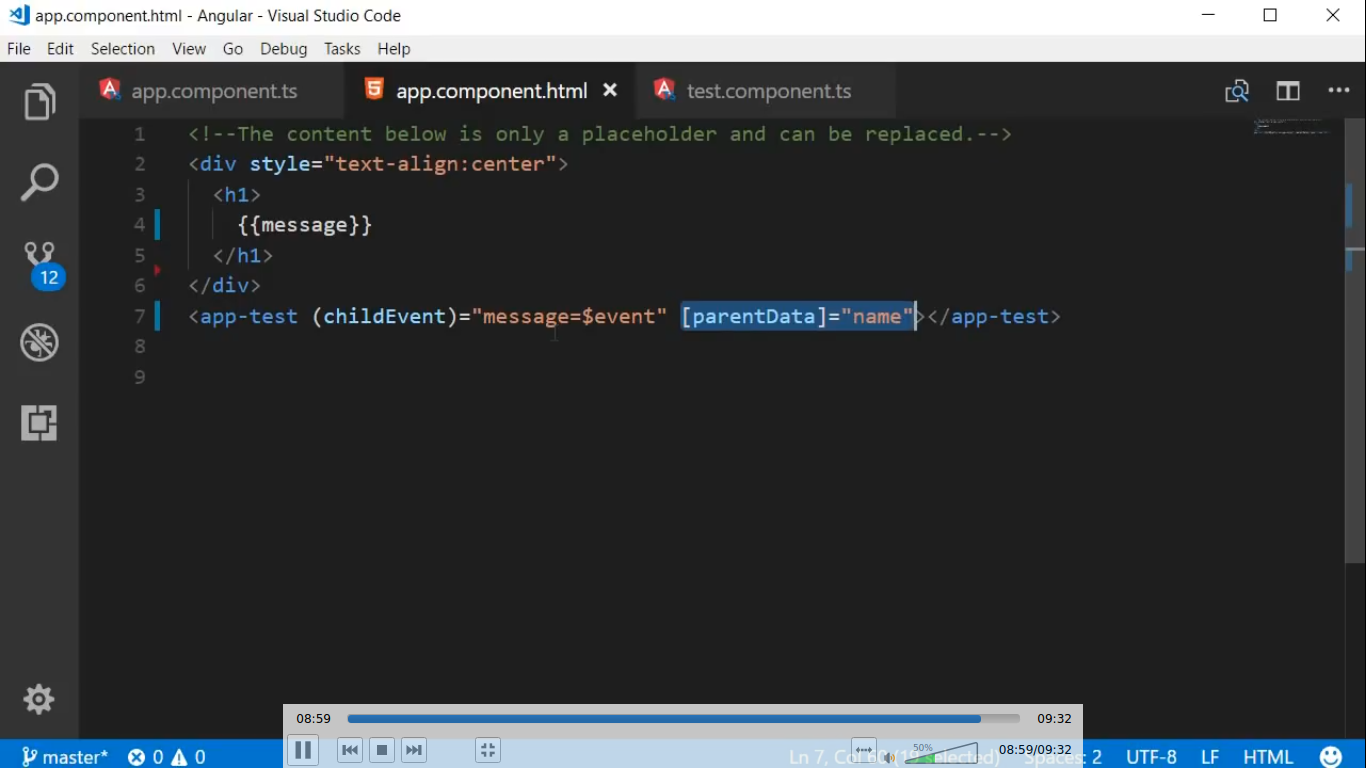 app.component.html - Angular - Visual Studio Code
File Edit Selection View Go Debug Tasks Help
app.component.ts app.component.html test.component.ts
1 <!--The content below is only a placeholder and can be replaced.-->
2 <div style="text-align:center">
3 <h1>
4 {{message}}
5 </h1>
6 </div>
7 <app-test (childEvent)="message=$event" [parentData]="name"></app-test>
8
9
12
08:59 09:32
50% 08:59/09:32
master* 0 0 Ln 7, Col 60 (19 selected) Spaces: 2 UTF-8 LF HTML